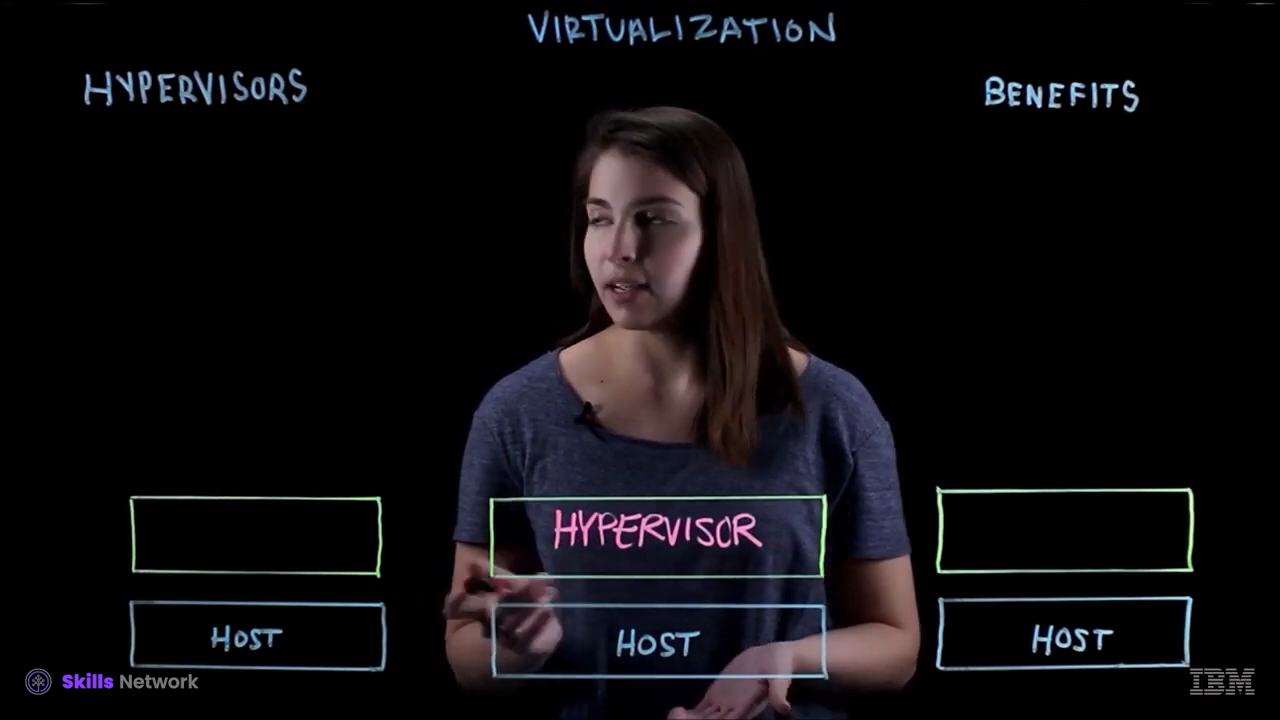 VIRTUALIZATION
HYPERVISORS
BENEFITS
HYPERVISOR
HOST
HOST
HOST
Skills Network
IBM